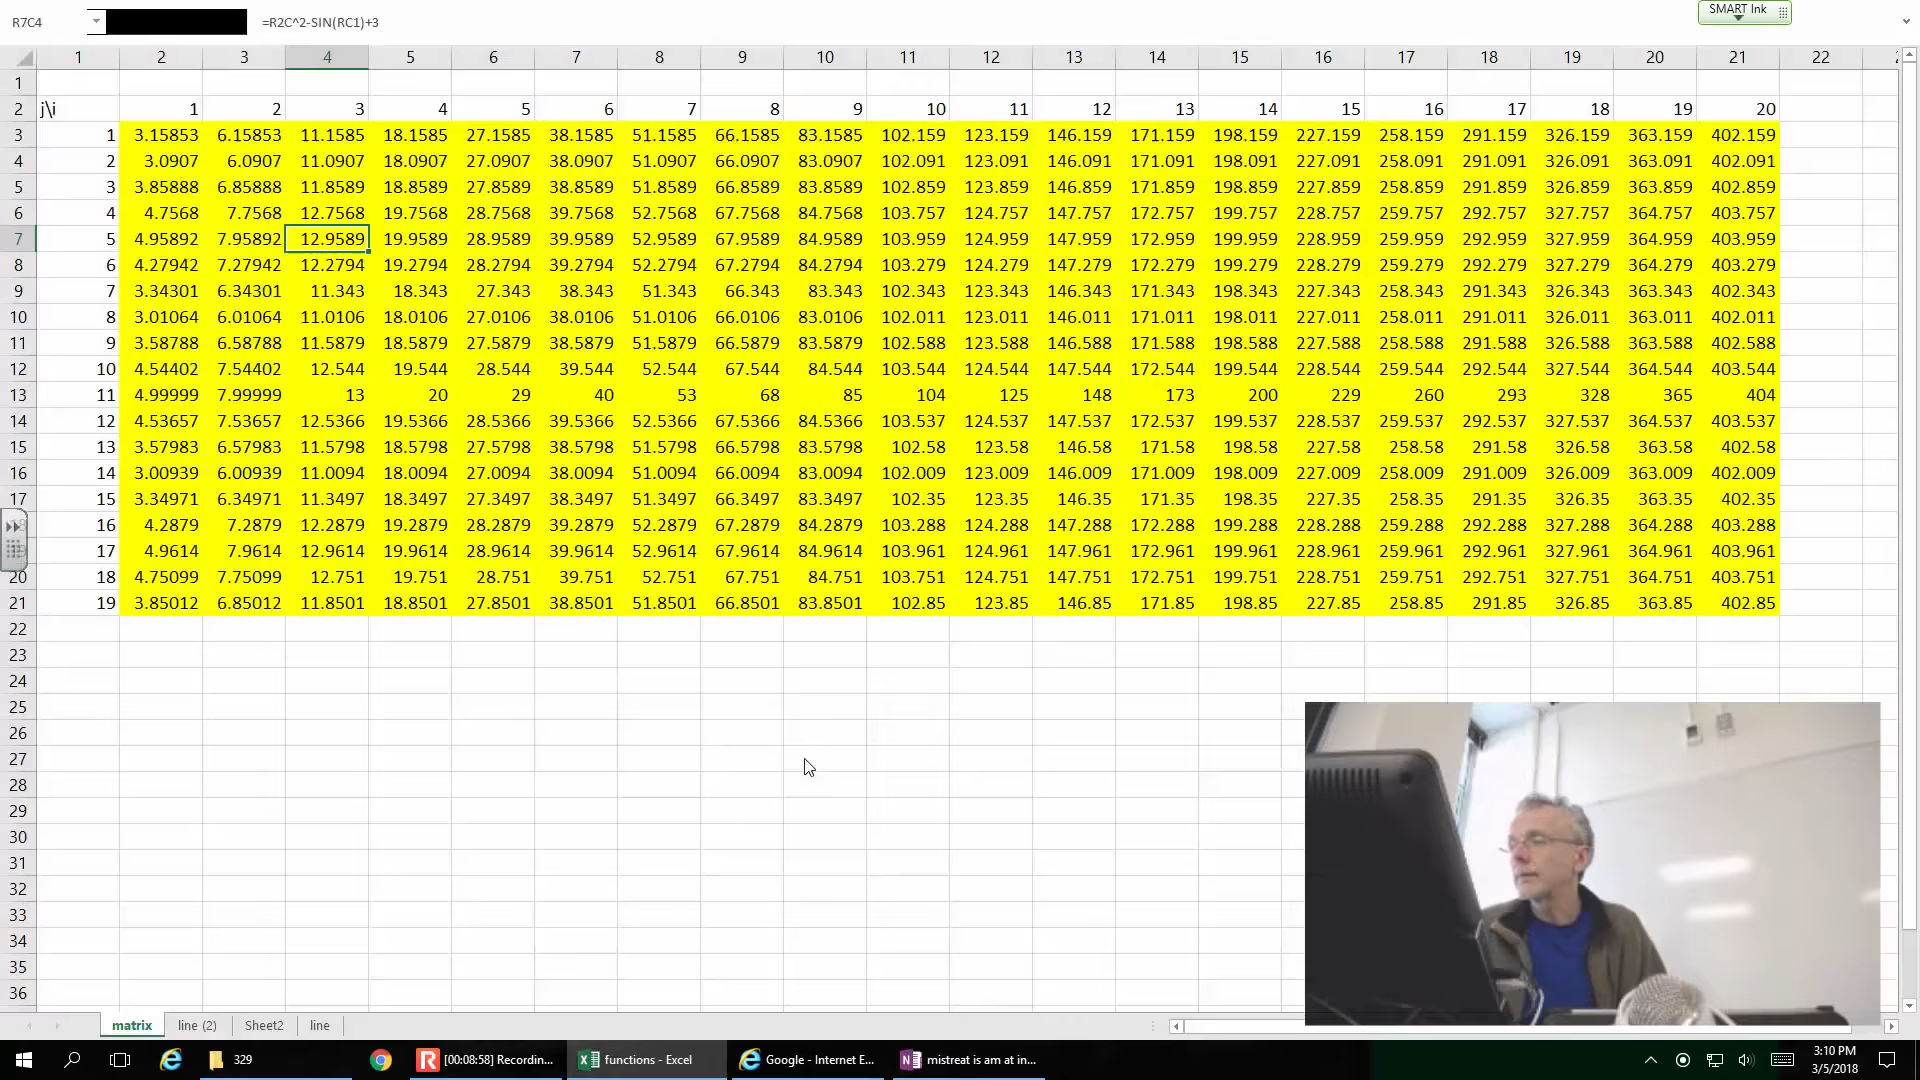 R7C4 =R2C^2-SIN(RC1)+3 SMART Ink
1 2 3 4 5 6 7 8 9 10 11 12 13 14 15 16 17 18 19 20 21 22
1
2 j\i 1 2 3 4 5 6 7 8 9 10 11 12 13 14 15 16 17 18 19 20
3 1 3.15853 6.15853 11.1585 18.1585 27.1585 38.1585 51.1585 66.1585 83.1585 102.159 123.159 146.159 171.159 198.159 227.159 258.159 291.159 326.159 363.159 402.159
4 2 3.0907 6.0907 11.0907 18.0907 27.0907 38.0907 51.0907 66.0907 83.0907 102.091 123.091 146.091 171.091 198.091 227.091 258.091 291.091 326.091 363.091 402.091
5 3 3.85888 6.85888 11.8589 18.8589 27.8589 38.8589 51.8589 66.8589 83.8589 102.859 123.859 146.859 171.859 198.859 227.859 258.859 291.859 326.859 363.859 402.859
6 4 4.7568 7.7568 12.7568 19.7568 28.7568 39.7568 52.7568 67.7568 84.7568 103.757 124.757 147.757 172.757 199.757 228.757 259.757 292.757 327.757 364.757 403.757
7 5 4.95892 7.95892 12.9589 19.9589 28.9589 39.9589 52.9589 67.9589 84.9589 103.959 124.959 147.959 172.959 199.959 228.959 259.959 292.959 327.959 364.959 403.959
8 6 4.27942 7.27942 12.2794 19.2794 28.2794 39.2794 52.2794 67.2794 84.2794 103.279 124.279 147.279 172.279 199.279 228.279 259.279 292.279 327.279 364.279 403.279
9 7 3.34301 6.34301 11.343 18.343 27.343 38.343 51.343 66.343 83.343 102.343 123.343 146.343 171.343 198.343 227.343 258.343 291.343 326.343 363.343 402.343
10 8 3.01064 6.01064 11.0106 18.0106 27.0106 38.0106 51.0106 66.0106 83.0106 102.011 123.011 146.011 171.011 198.011 227.011 258.011 291.011 326.011 363.011 402.011
11 9 3.58788 6.58788 11.5879 18.5879 27.5879 38.5879 51.5879 66.5879 83.5879 102.588 123.588 146.588 171.588 198.588 227.588 258.588 291.588 326.588 363.588 402.588
12 10 4.54402 7.54402 12.544 19.544 28.544 39.544 52.544 67.544 84.544 103.544 124.544 147.544 172.544 199.544 228.544 259.544 292.544 327.544 364.544 403.544
13 11 4.99999 7.99999 13 20 29 40 53 68 85 104 125 148 173 200 229 260 293 328 365 404
14 12 4.53657 7.53657 12.5366 19.5366 28.5366 39.5366 52.5366 67.5366 84.5366 103.537 124.537 147.537 172.537 199.537 228.537 259.537 292.537 327.537 364.537 403.537
15 13 3.57983 6.57983 11.5798 18.5798 27.5798 38.5798 51.5798 66.5798 83.5798 102.58 123.58 146.58 171.58 198.58 227.58 258.58 291.58 326.58 363.58 402.58
16 14 3.00939 6.00939 11.0094 18.0094 27.0094 38.0094 51.0094 66.0094 83.0094 102.009 123.009 146.009 171.009 198.009 227.009 258.009 291.009 326.009 363.009 402.009
17 15 3.34971 6.34971 11.3497 18.3497 27.3497 38.3497 51.3497 66.3497 83.3497 102.35 123.35 146.35 171.35 198.35 227.35 258.35 291.35 326.35 363.35 402.35
16 4.2879 7.2879 12.2879 19.2879 28.2879 39.2879 52.2879 67.2879 84.2879 103.288 124.288 147.288 172.288 199.288 228.288 259.288 292.288 327.288 364.288 403.288
17 4.9614 7.9614 12.9614 19.9614 28.9614 39.9614 52.9614 67.9614 84.9614 103.961 124.961 147.961 172.961 199.961 228.961 259.961 292.961 327.961 364.961 403.961
20 18 4.75099 7.75099 12.751 19.751 28.751 39.751 52.751 67.751 84.751 103.751 124.751 147.751 172.751 199.751 228.751 259.751 292.751 327.751 364.751 403.751
21 19 3.85012 6.85012 11.8501 18.8501 27.8501 38.8501 51.8501 66.8501 83.8501 102.85 123.85 146.85 171.85 198.85 227.85 258.85 291.85 326.85 363.85 402.85
22
23
24
25
26
27
28
29
30
31
32
33
34
35
36
matrix line (2) Sheet2 line
329 [00:08:58] Recordin... functions - Excel Google - Internet E... mistreat is am at in... 3:10 PM
3/5/2018